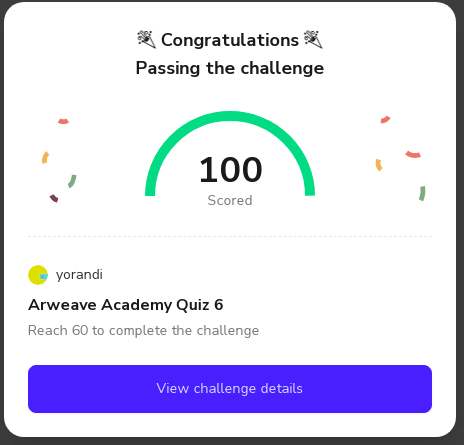 🎉 Congratulations 🎉
Passing the challenge
100
Scored
yorandi
Arweave Academy Quiz 6
Reach 60 to complete the challenge
View challenge details